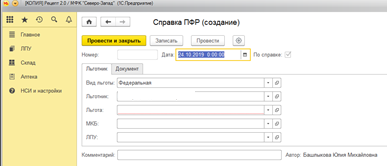 [КОПИЯ] Рецепт 2.0 / ЗМФК "Северо-Запад" (1С:Предприятие)
Главное
ЛПУ
Склад
Аптека
НСИ и настройки
Справка ПФР (создание)
Провести и закрыть Записать Провести
Номер: Дата: 24.10.2019 0:00:00 По справке:
Льготник Документ
Вид льготы: Федеральная
Льготник:
Льгота:
МКБ:
ЛПУ:
Комментарий: Автор: Башлыкова Юлия Михайловна